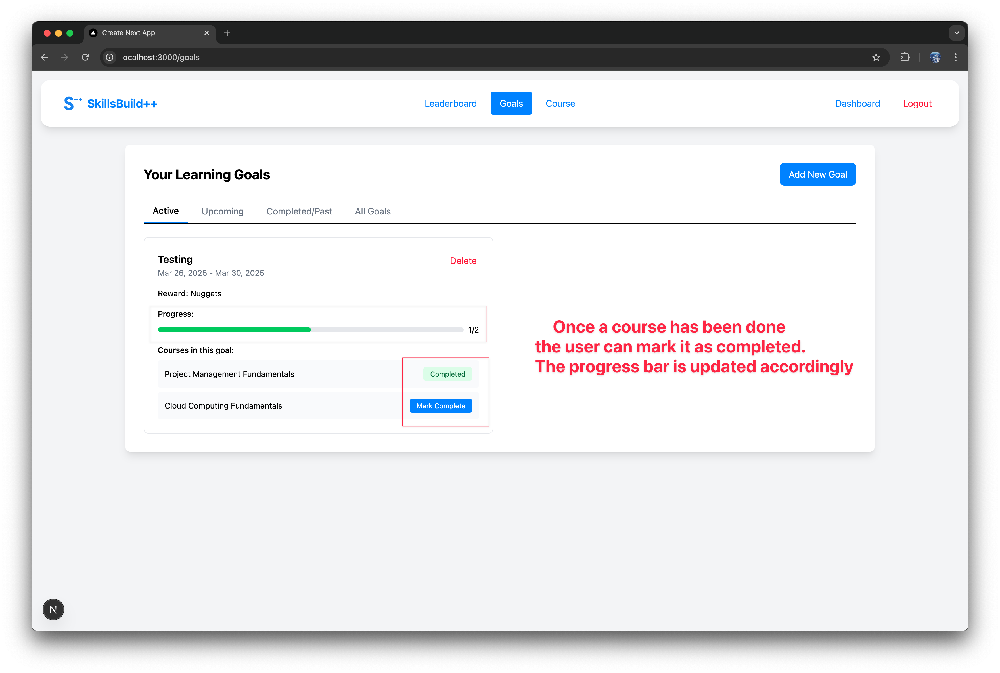 Create Next App
localhost:3000/goals
S++ SkillsBuild++
Leaderboard
Goals
Course
Dashboard
Logout
Your Learning Goals
Add New Goal
Active
Upcoming
Completed/Past
All Goals
Testing
Delete
Mar 26, 2025 - Mar 30, 2025
Reward: Nuggets
Progress:
1/2
Courses in this goal:
Project Management Fundamentals
Completed
Cloud Computing Fundamentals
Mark Complete
Once a course has been done
the user can mark it as completed.
The progress bar is updated accordingly
N